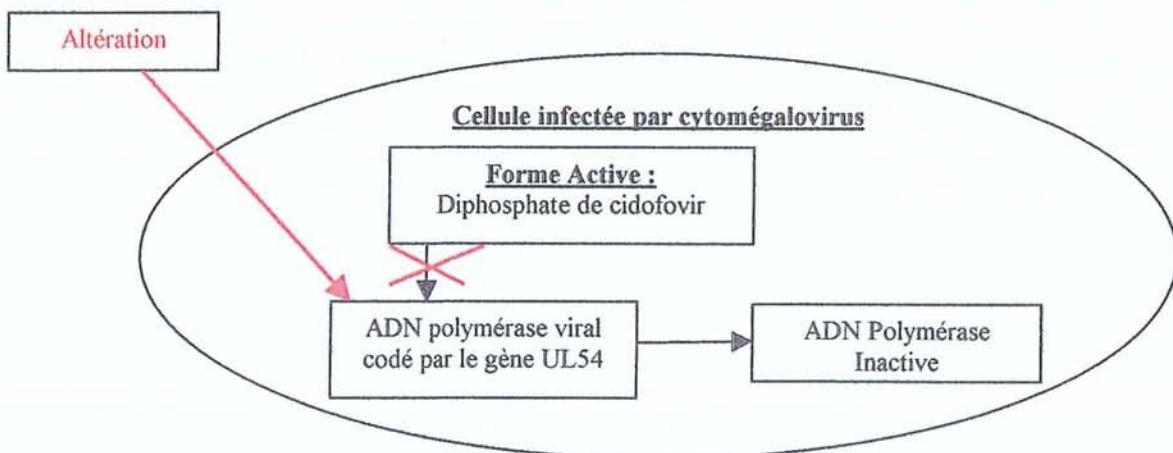 Altération
Cellule infectée par cytomégalovirus
Forme Active :
Diphosphate de cidofovir
ADN polymérase viral
codé par le gène UL54
ADN Polymérase
Inactive